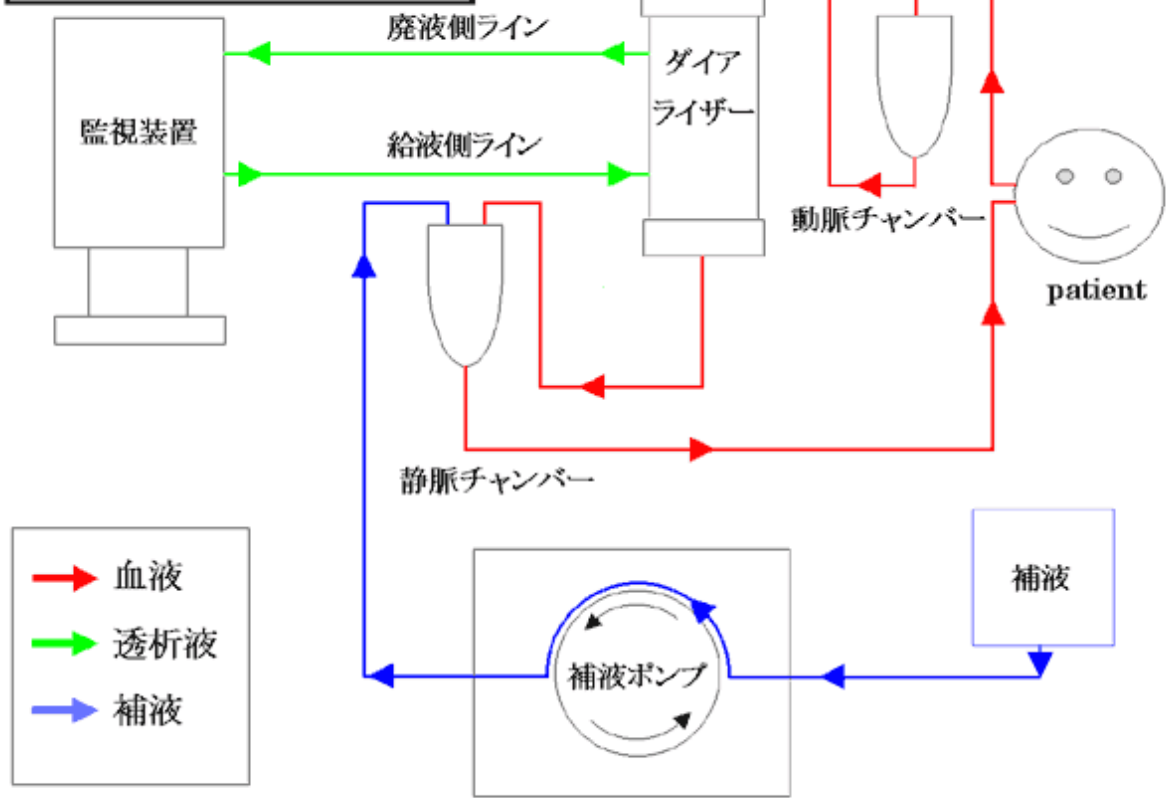 廃液側ライン
ダイア
ライザー
監視装置
給液側ライン
動脈チャンバー
patient
静脈チャンバー
血液
透析液
補液
補液ポンプ
補液